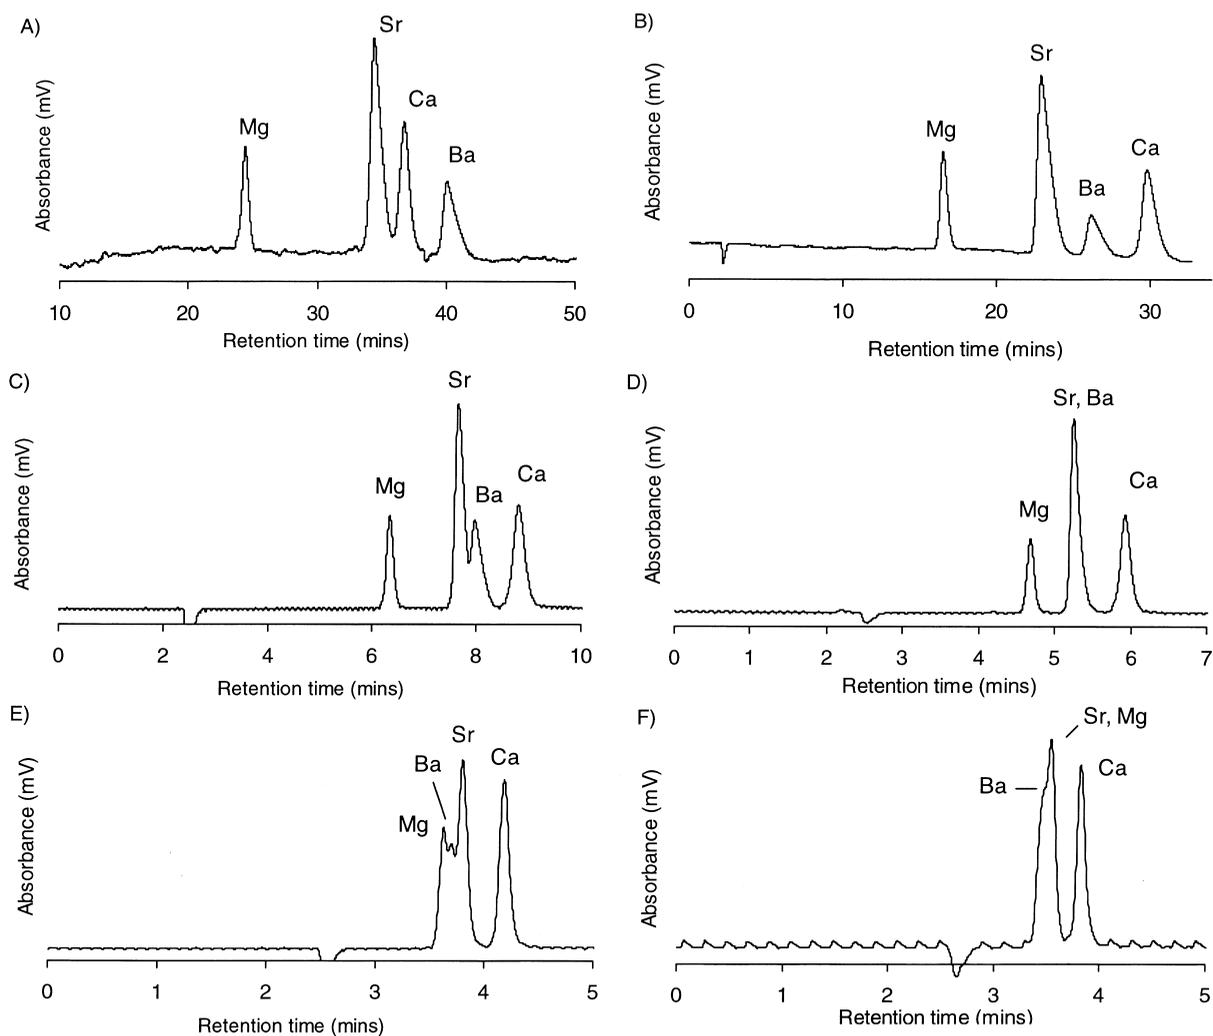 A)
Sr
Ca
Mg
Ba
Absorbance (mV)
10 20 30 40 50
Retention time (mins)
B)
Sr
Mg
Ca
Ba
Absorbance (mV)
0 10 20 30
Retention time (mins)
C)
Sr
Ca
Mg
Ba
Absorbance (mV)
0 2 4 6 8 10
Retention time (mins)
D)
Sr, Ba
Ca
Mg
Absorbance (mV)
0 1 2 3 4 5 6 7
Retention time (mins)
E)
Sr
Ca
Ba
Mg
Absorbance (mV)
0 1 2 3 4 5
Retention time (mins)
F)
Sr, Mg
Ca
Ba
Absorbance (mV)
0 1 2 3 4 5
Retention time (mins)